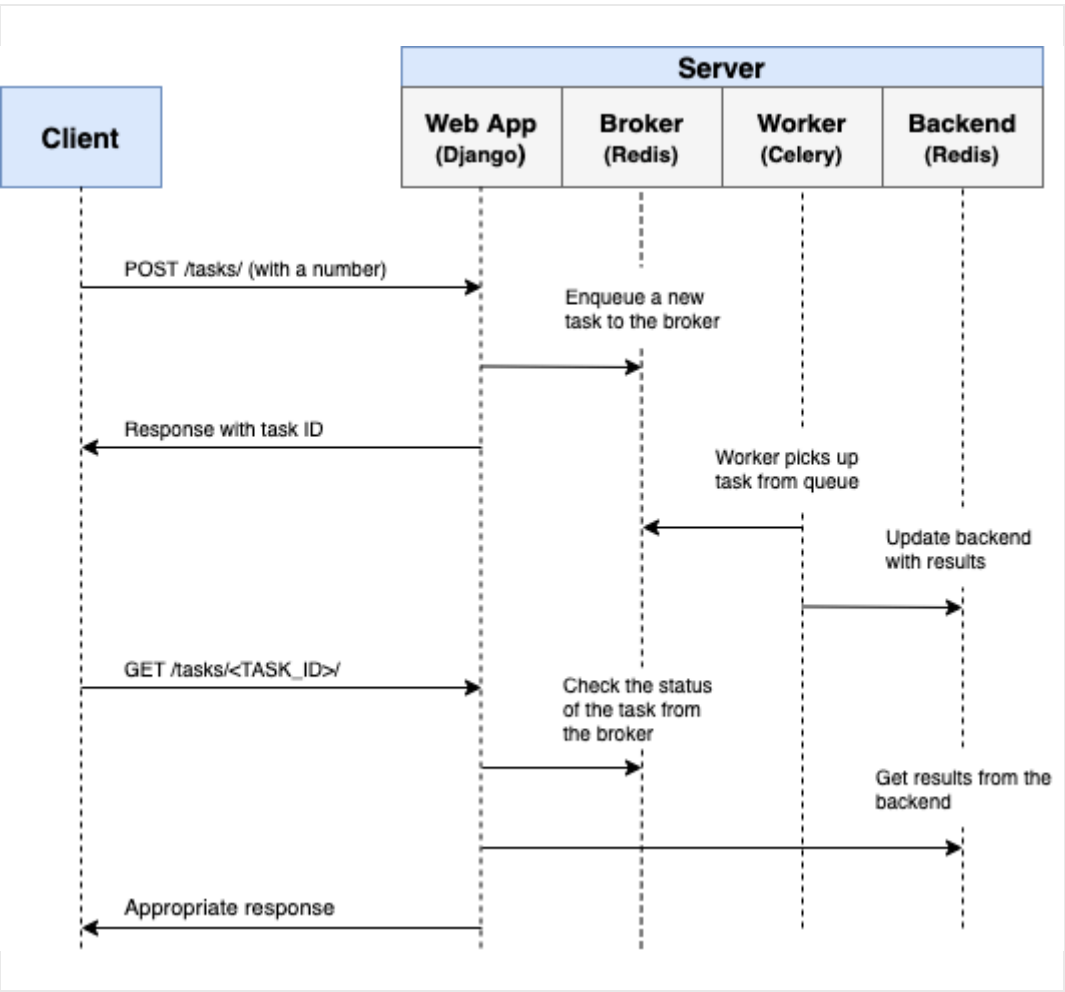 Server
Client
Web App
(Django)
Broker
(Redis)
Worker
(Celery)
Backend
(Redis)
POST /tasks/ (with a number)
Enqueue a new
task to the broker
Response with task ID
Worker picks up
task from queue
Update backend
with results
GET /tasks/<TASK_ID>/
Check the status
of the task from
the broker
Get results from the
backend
Appropriate response